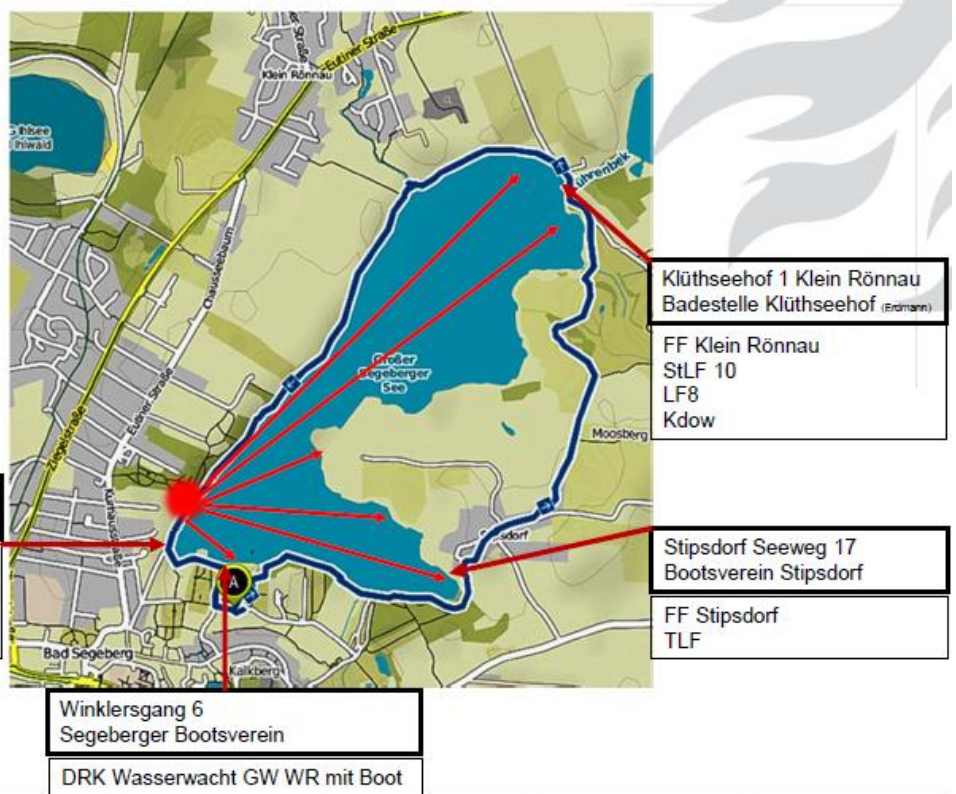 Eutiner Straße
Klein Rönnau
Ihlsee
Ihlwald
ührenbek
Chausseebaum
Klüthseehof 1 Klein Rönnau
Badestelle Klüthseehof (Erdmann)
FF Klein Rönnau
StLF 10
LF8
Kdow
Großer
Segeberger
See
Eutiner Straße
Ziegelstraße
Moosberg
Kurhausstraße
sdorf
Stipsdorf Seeweg 17
Bootsverein Stipsdorf
FF Stipsdorf
TLF
A
Bad Segeberg
Kalkberg
Winklersgang 6
Segeberger Bootsverein
DRK Wasserwacht GW WR mit Boot